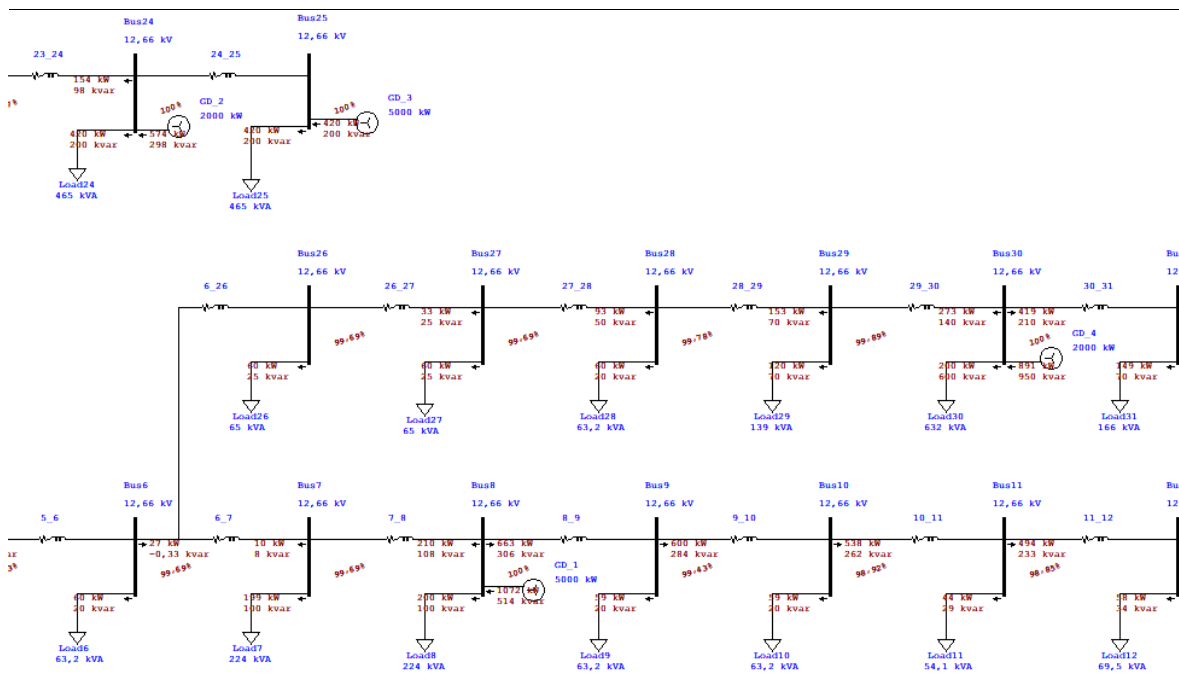 Bus24
12,66 kV
23_24
154 kW
98 kvar
100%
GD_2
2000 kW
420 kW
200 kvar
574 kW
298 kvar
Load24
465 kVA
Bus25
12,66 kV
24_25
100%
GD_3
5000 kW
420 kW
200 kvar
420 kW
200 kvar
Load25
465 kVA
Bus26
12,66 kV
6_26
99,69%
60 kW
25 kvar
Load26
65 kVA
Bus27
12,66 kV
26_27
33 kW
25 kvar
99,69%
60 kW
25 kvar
Load27
65 kVA
Bus28
12,66 kV
27_28
93 kW
50 kvar
99,78%
60 kW
20 kvar
Load28
63,2 kVA
Bus29
12,66 kV
28_29
153 kW
70 kvar
99,89%
120 kW
70 kvar
Load29
139 kVA
Bus30
12,66 kV
29_30
273 kW
140 kvar
419 kW
210 kvar
100%
GD_4
2000 kW
200 kW
600 kvar
891 kW
950 kvar
Load30
632 kVA
30_31
149 kW
70 kvar
Load31
166 kVA
Bus6
12,66 kV
5_6
27 kW
-0,33 kvar
99,69%
60 kW
20 kvar
Load6
63,2 kVA
Bus7
12,66 kV
6_7
10 kW
8 kvar
99,69%
199 kW
100 kvar
Load7
224 kVA
Bus8
12,66 kV
7_8
210 kW
108 kvar
663 kW
306 kvar
100%
GD_1
5000 kW
200 kW
100 kvar
1072 kW
514 kvar
Load8
224 kVA
Bus9
12,66 kV
8_9
600 kW
284 kvar
99,43%
59 kW
20 kvar
Load9
63,2 kVA
Bus10
12,66 kV
9_10
538 kW
262 kvar
98,92%
59 kW
20 kvar
Load10
63,2 kVA
Bus11
12,66 kV
10_11
494 kW
233 kvar
98,85%
44 kW
29 kvar
Load11
54,1 kVA
11_12
58 kW
34 kvar
Load12
69,5 kVA